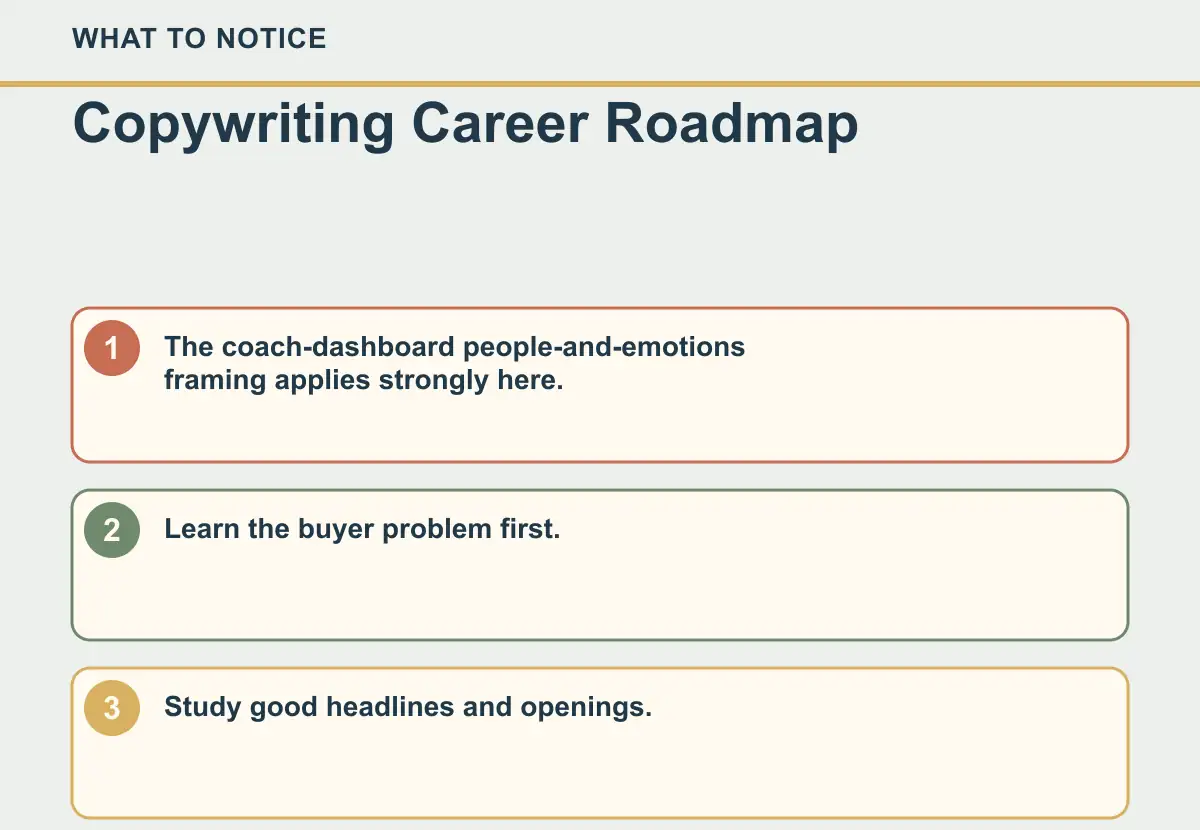 WHAT TO NOTICE
Copywriting Career Roadmap
1
The coach-dashboard people-and-emotions
framing applies strongly here.
2
Learn the buyer problem first.
3
Study good headlines and openings.